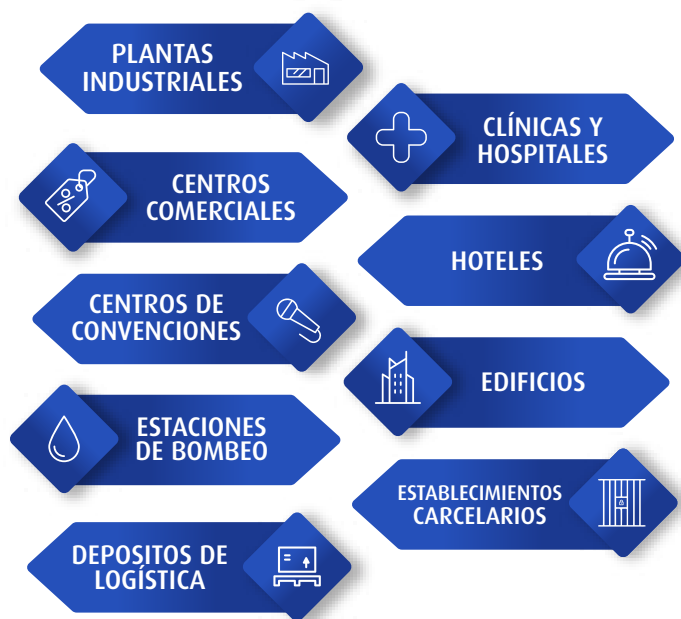 PLANTAS
INDUSTRIALES
CLÍNICAS Y
HOSPITALES
CENTROS
COMERCIALES
HOTELES
CENTROS DE
CONVENCIONES
EDIFICIOS
ESTACIONES
DE BOMBEO
ESTABLECIMIENTOS
CARCELARIOS
DEPOSITOS DE
LOGÍSTICA